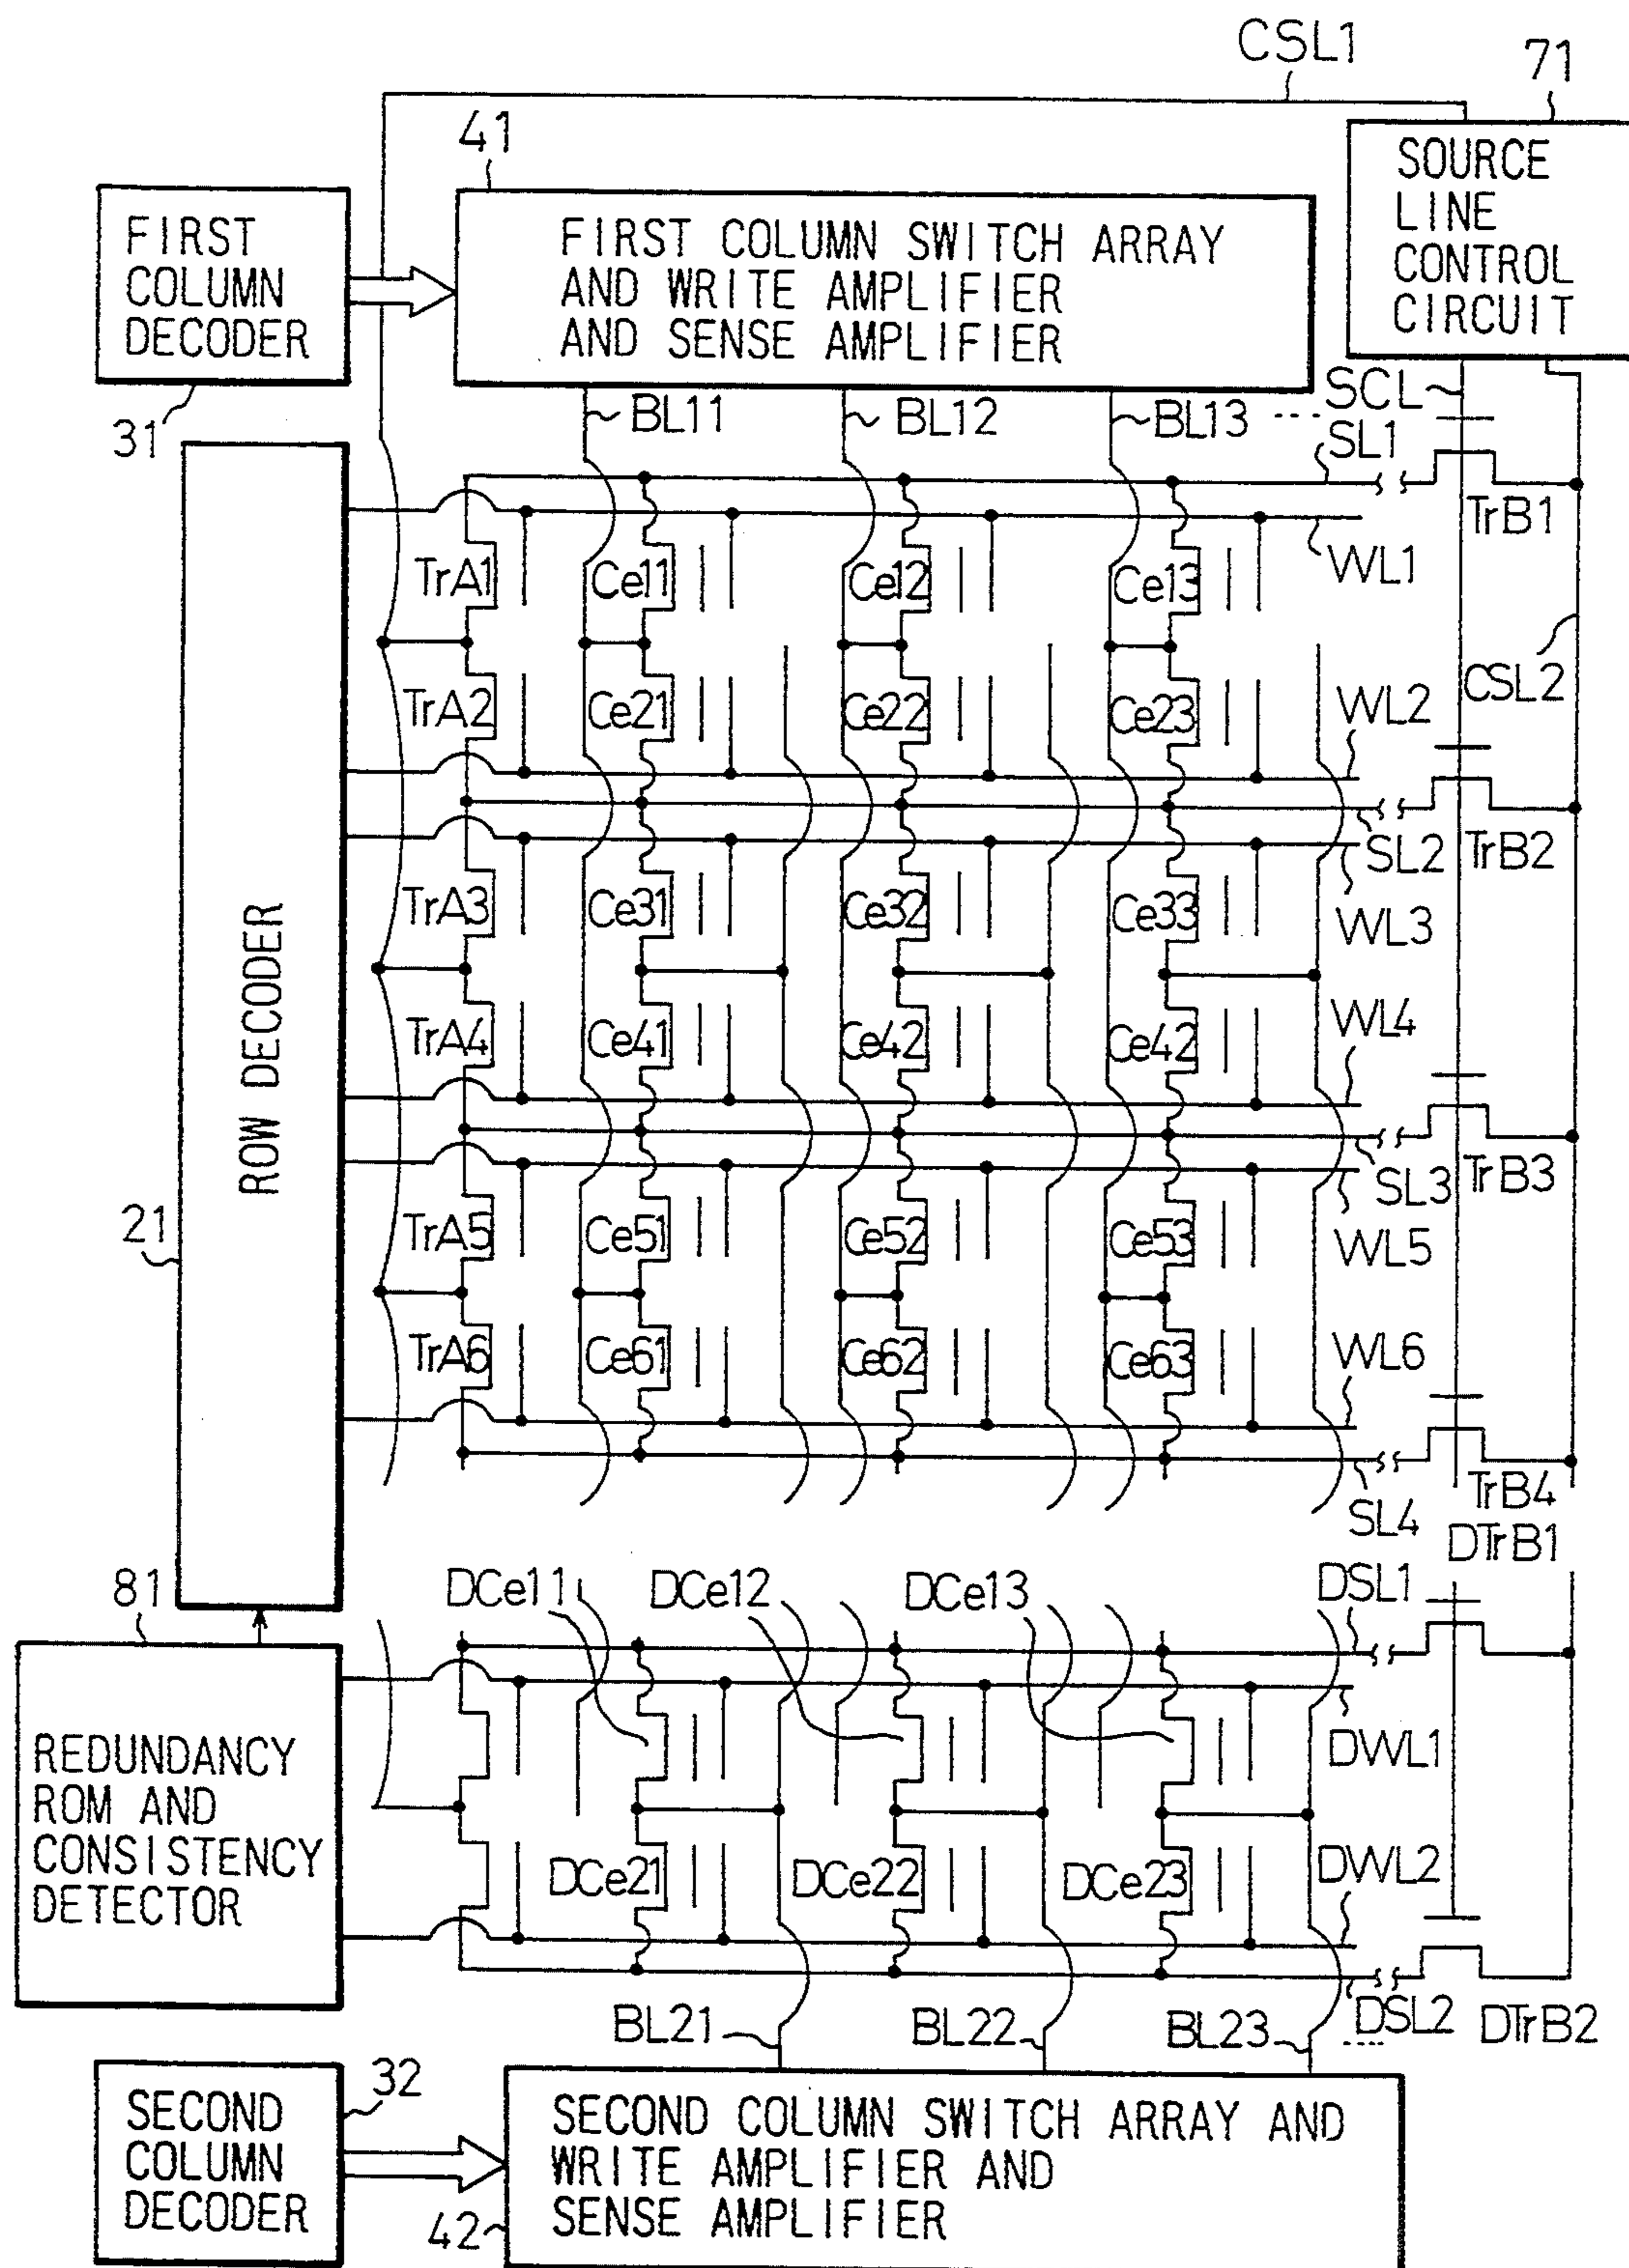 CSL1
71
41
SOURCE
LINE
CONTROL
CIRCUIT
FIRST
COLUMN
DECODER
FIRST COLUMN SWITCH ARRAY
AND WRITE AMPLIFIER
AND SENSE AMPLIFIER
31
BL11
BL12
BL13
SCL
SL1
TrB1
WL1
TrA1
Ce11
Ce12
Ce13
CSL2
TrA2
Ce21
Ce22
Ce23
WL2
SL2
TrB2
TrA3
Ce31
Ce32
Ce33
WL3
ROW DECODER
TrA4
Ce41
Ce42
Ce42
WL4
SL3
TrB3
21
TrA5
Ce51
Ce52
Ce53
WL5
TrA6
Ce61
Ce62
Ce63
WL6
TrB4
SL4
DTrB1
81
DCe11
DCe12
DCe13
DSL1
DWL1
REDUNDANCY
ROM AND
CONSISTENCY
DETECTOR
DCe21
DCe22
DCe23
DWL2
BL21
BL22
BL23
DSL2
DTrB2
32
SECOND
COLUMN
DECODER
SECOND COLUMN SWITCH ARRAY AND
WRITE AMPLIFIER AND
SENSE AMPLIFIER
42